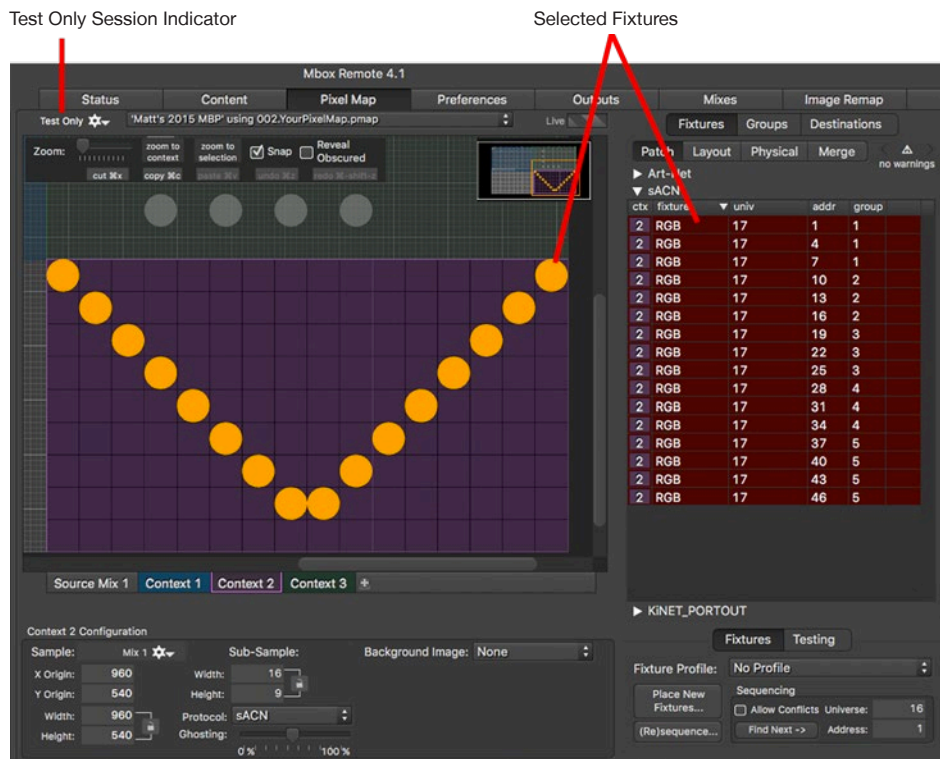 Test Only Session Indicator
Selected Fixtures
Mbox Remote 4.1
Status Content Pixel Map Preferences Outputs Mixes Image Remap
Test Only 'Matt's 2015 MBP' using 002.YourPixelMap.pmap Live
Fixtures Groups Destinations
Zoom: zoom to context zoom to selection Snap Reveal Obscured
cut ⌘x copy ⌘c paste ⌘v undo ⌘z redo ⌘-shift-z
Patch Layout Physical Merge no warnings
Art-Net
sACN
ctx fixture univ addr group
2 RGB 17 1 1
2 RGB 17 4 1
2 RGB 17 7 1
2 RGB 17 10 2
2 RGB 17 13 2
2 RGB 17 16 2
2 RGB 17 19 3
2 RGB 17 22 3
2 RGB 17 25 3
2 RGB 17 28 4
2 RGB 17 31 4
2 RGB 17 34 4
2 RGB 17 37 5
2 RGB 17 40 5
2 RGB 17 43 5
2 RGB 17 46 5
Source Mix 1 Context 1 Context 2 Context 3 +
KiNET_PORTOUT
Context 2 Configuration
Sample: Mix 1 Sub-Sample: Background Image: None
X Origin: 960 Width: 16
Y Origin: 540 Height: 9
Width: 960 Protocol: sACN
Height: 540 Ghosting:
0% 100%
Fixtures Testing
Fixture Profile: No Profile
Place New Fixtures...
Sequencing
Allow Conflicts Universe: 16
(Re)sequence... Find Next -> Address: 1